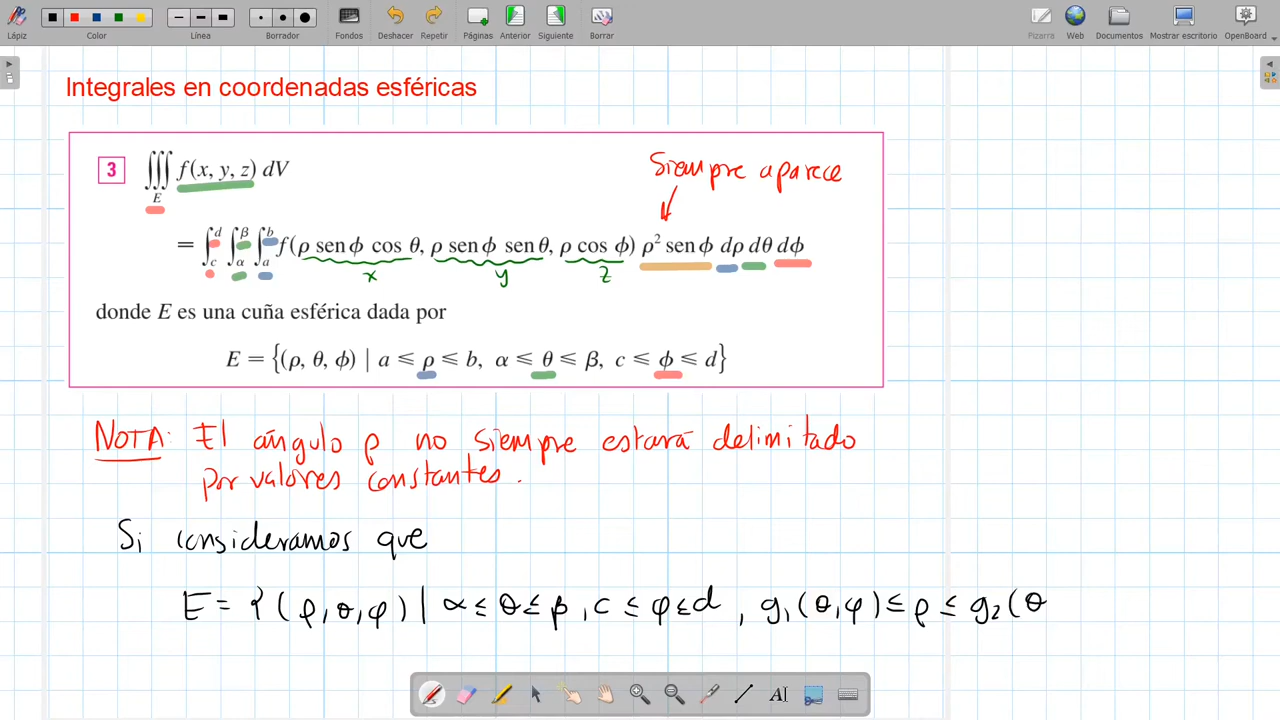 Lápiz Color Línea Borrador Fondos Deshacer Repetir Páginas Anterior Siguiente Borrar Pizarra Web Documentos Mostrar escritorio OpenBoard
Integrales en coordenadas esféricas
3 ∭_E f(x, y, z) dV
Siempre aparece
= ∫_c^d ∫_α^β ∫_a^b f(ρ sen ϕ cos θ, ρ sen ϕ sen θ, ρ cos ϕ) ρ² sen ϕ dρ dθ dϕ
x y z
donde E es una cuña esférica dada por
E = {(ρ, θ, ϕ) | a ≤ ρ ≤ b, α ≤ θ ≤ β, c ≤ ϕ ≤ d}
NOTA: El ángulo ρ no siempre estará delimitado
por valores constantes.
Si consideramos que
E = {(ρ, θ, φ) | α ≤ θ ≤ β, c ≤ φ ≤ d, g₁(θ, φ) ≤ ρ ≤ g₂(θ